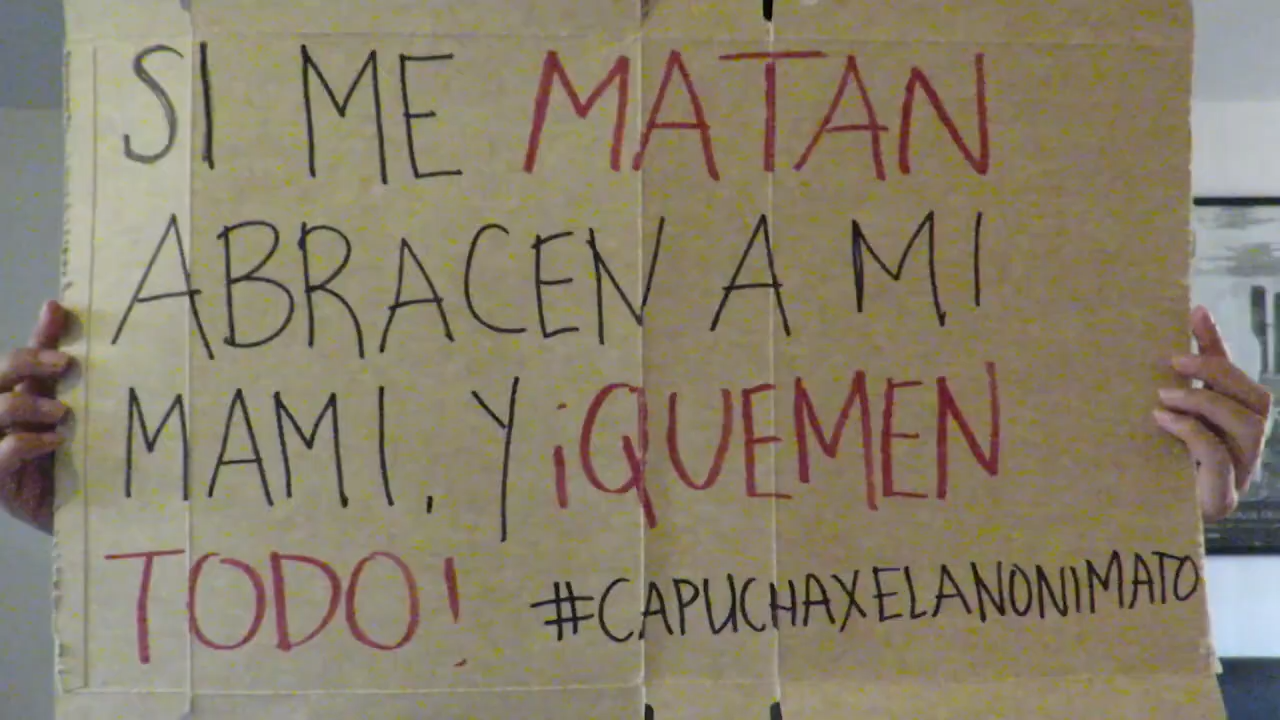 SI ME MATAN
ABRACEN A MI
MAMI, Y ¡QUEMEN
TODO! #CAPUCHAXELANONIMATO